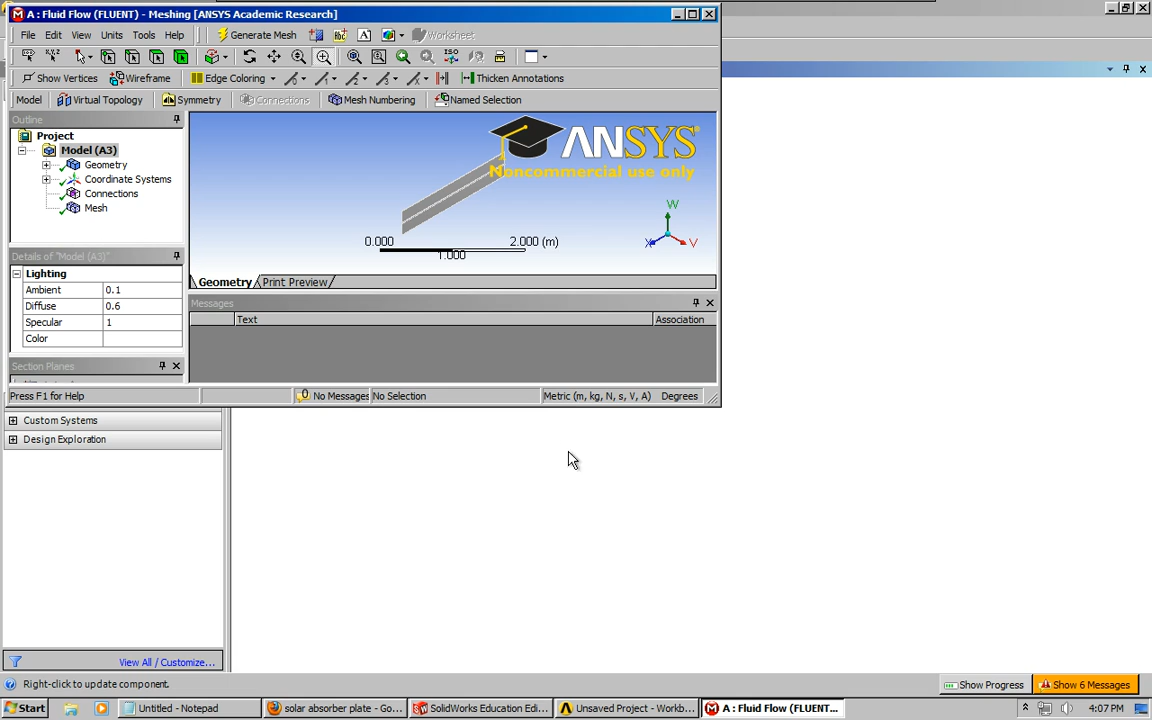 A : Fluid Flow (FLUENT) - Meshing [ANSYS Academic Research]
File Edit View Units Tools Help Generate Mesh Worksheet
Show Vertices Wireframe Edge Coloring Thicken Annotations
Model Virtual Topology Symmetry Connections Mesh Numbering Named Selection
Outline
Project
Model (A3)
Geometry
Coordinate Systems
Connections
Mesh
Details of "Model (A3)"
Lighting
Ambient 0.1
Diffuse 0.6
Specular 1
Color
Section Planes
ANSYS
Noncommercial use only
0.000 2.000 (m)
1.000
W
X V
Geometry Print Preview
Messages
Text Association
Press F1 for Help No Messages No Selection Metric (m, kg, N, s, V, A) Degrees
Custom Systems
Design Exploration
View All / Customize...
Right-click to update component. Show Progress Show 6 Messages
Start Untitled - Notepad solar absorber plate - Go... SolidWorks Education Edi... Unsaved Project - Workb... A : Fluid Flow (FLUENT... 4:07 PM